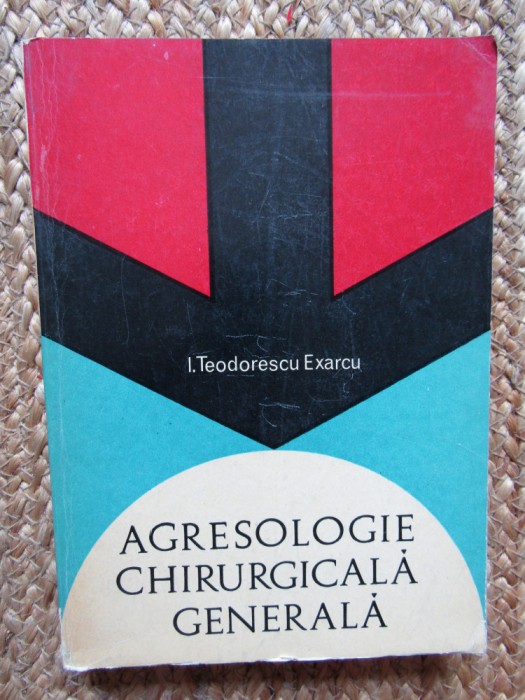 I. Teodorescu Exarcu
AGRESOLOGIE
CHIRURGICALĂ
GENERALĂ